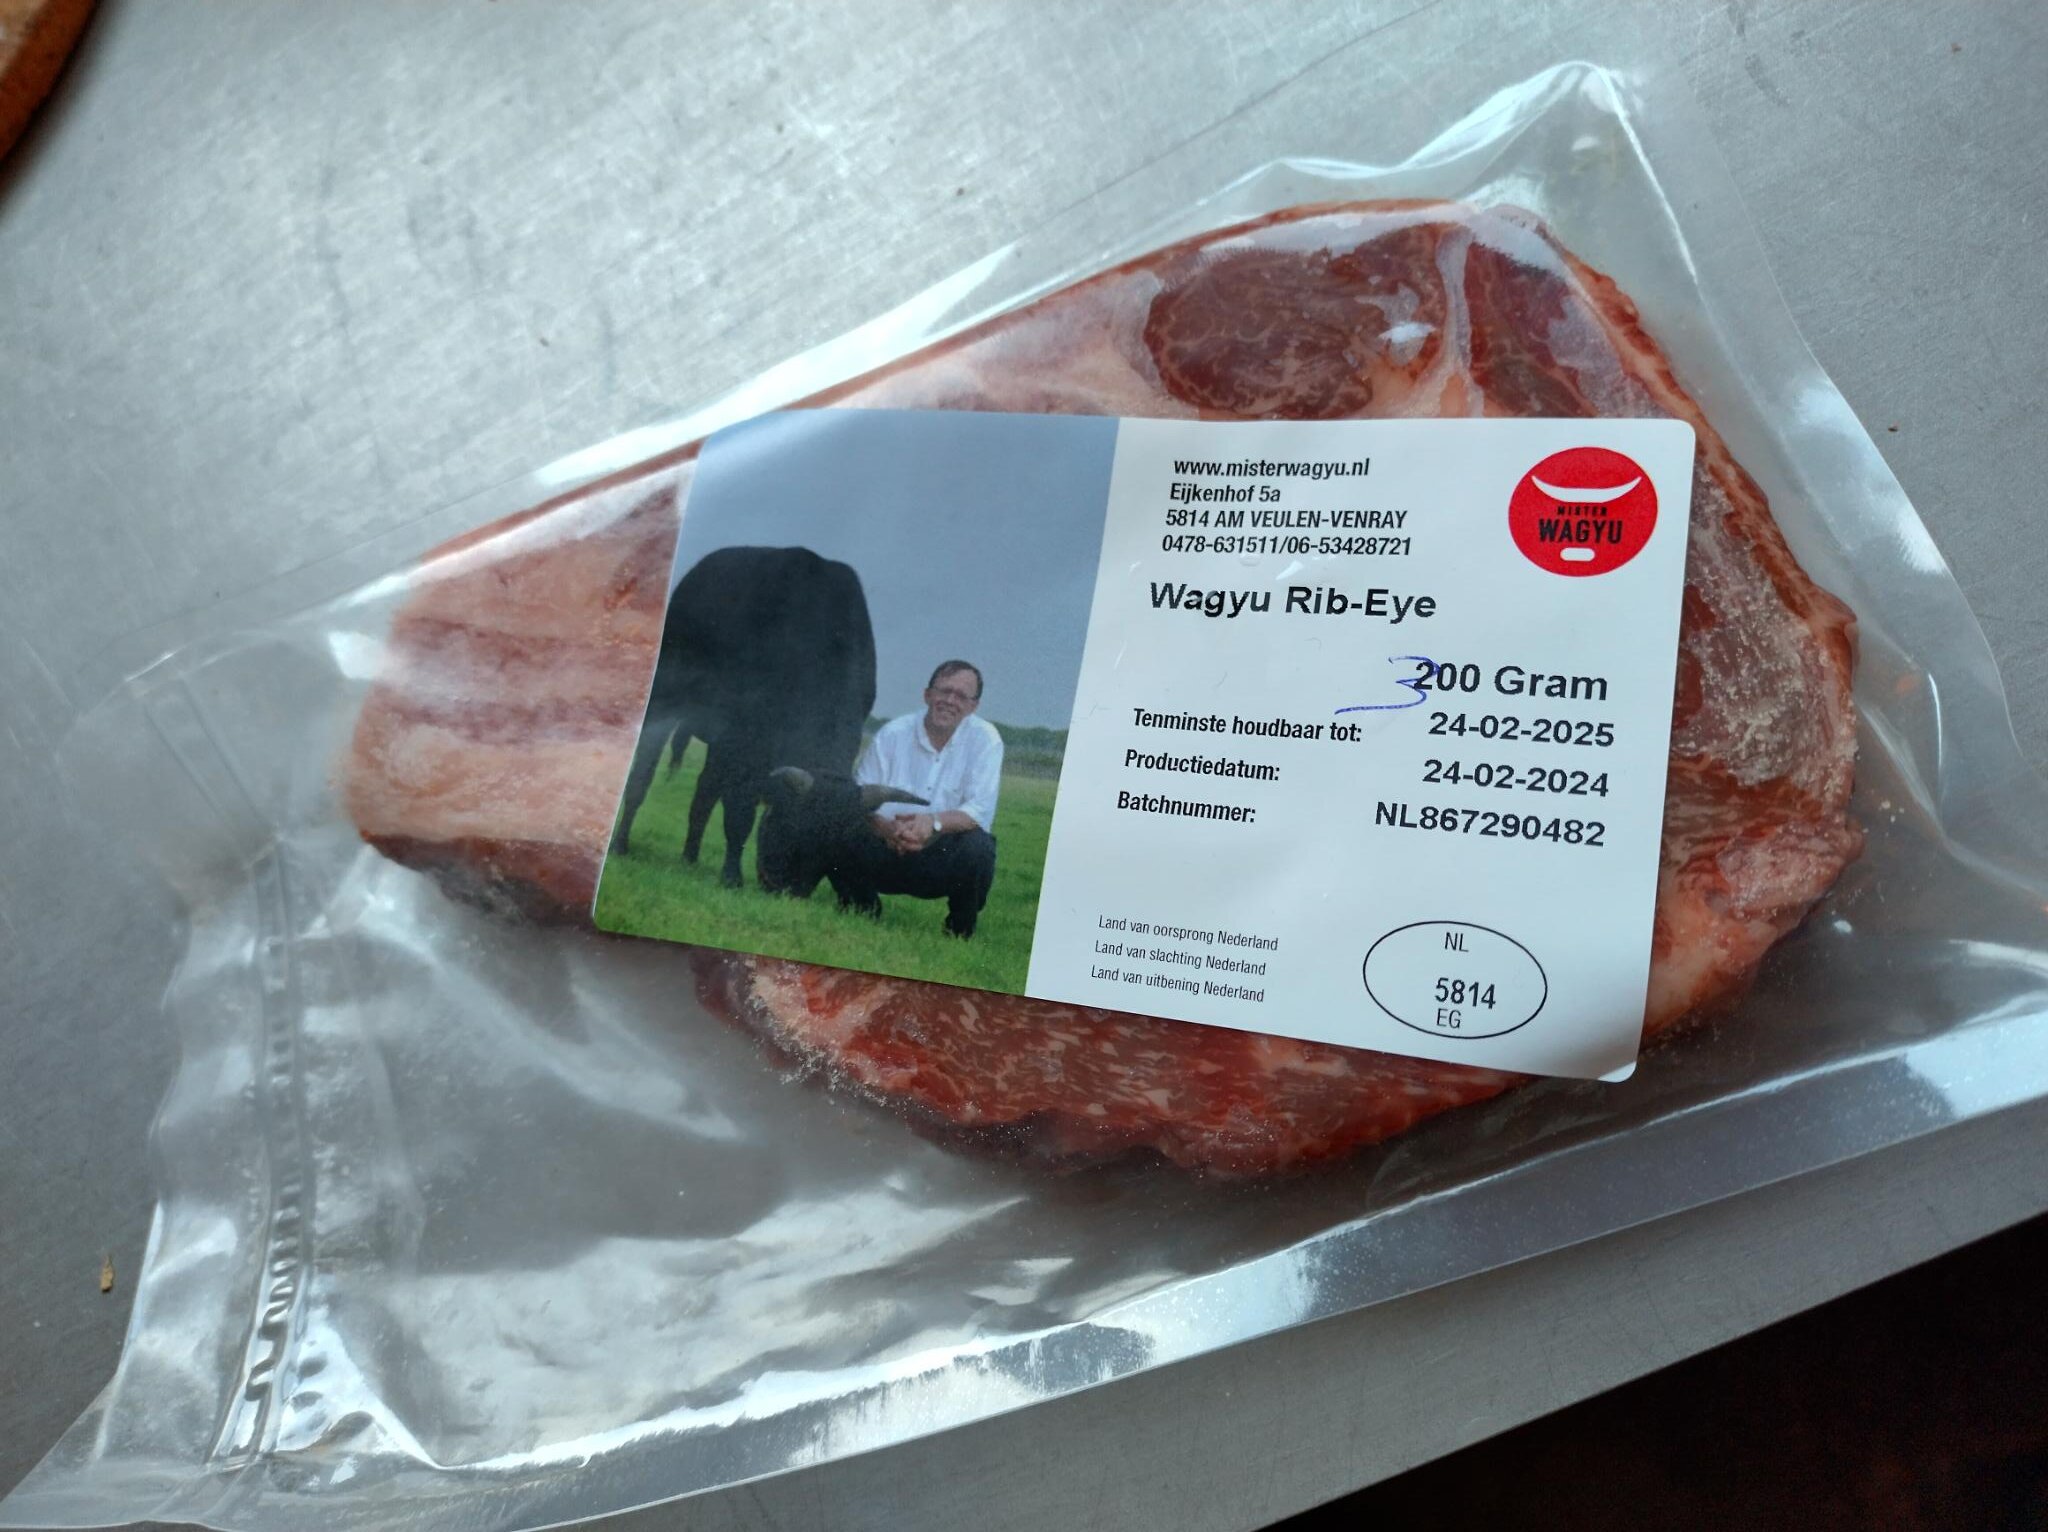 www.misterwagyu.nl
Eijkenhof 5a
5814 AM VEULEN-VENRAY
0478-631511/06-53428721
MISTER
WAGYU
Wagyu Rib-Eye
3
200 Gram
Tenminste houdbaar tot: 24-02-2025
Productiedatum: 24-02-2024
Batchnummer: NL867290482
Land van oorsprong Nederland
Land van slachting Nederland
Land van uitbening Nederland
NL
5814
EG